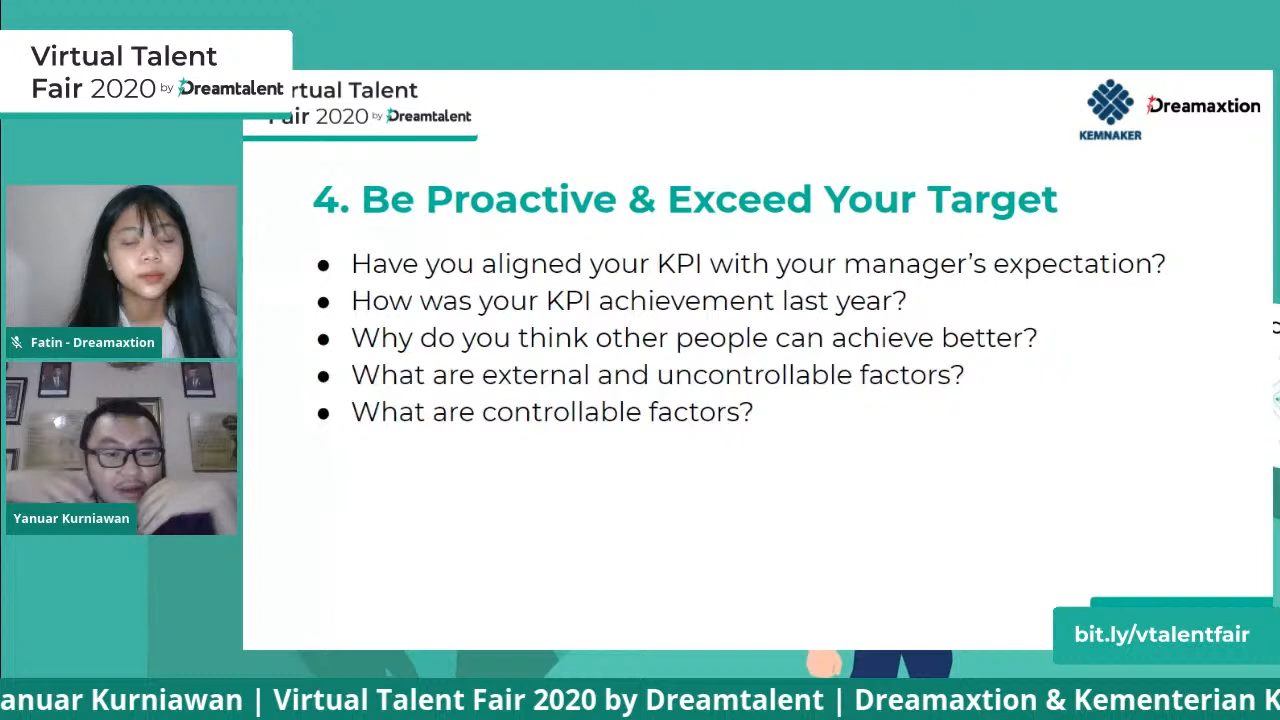 Virtual Talent
Fair 2020 by Dreamtalent
rtual Talent
Fair 2020 by Dreamtalent
KEMNAKER
Dreamaxtion
4. Be Proactive & Exceed Your Target
● Have you aligned your KPI with your manager's expectation?
● How was your KPI achievement last year?
● Why do you think other people can achieve better?
● What are external and uncontrollable factors?
● What are controllable factors?
Fatin - Dreamaxtion
Yanuar Kurniawan
bit.ly/vtalentfair
anuar Kurniawan | Virtual Talent Fair 2020 by Dreamtalent | Dreamaxtion & Kementerian K